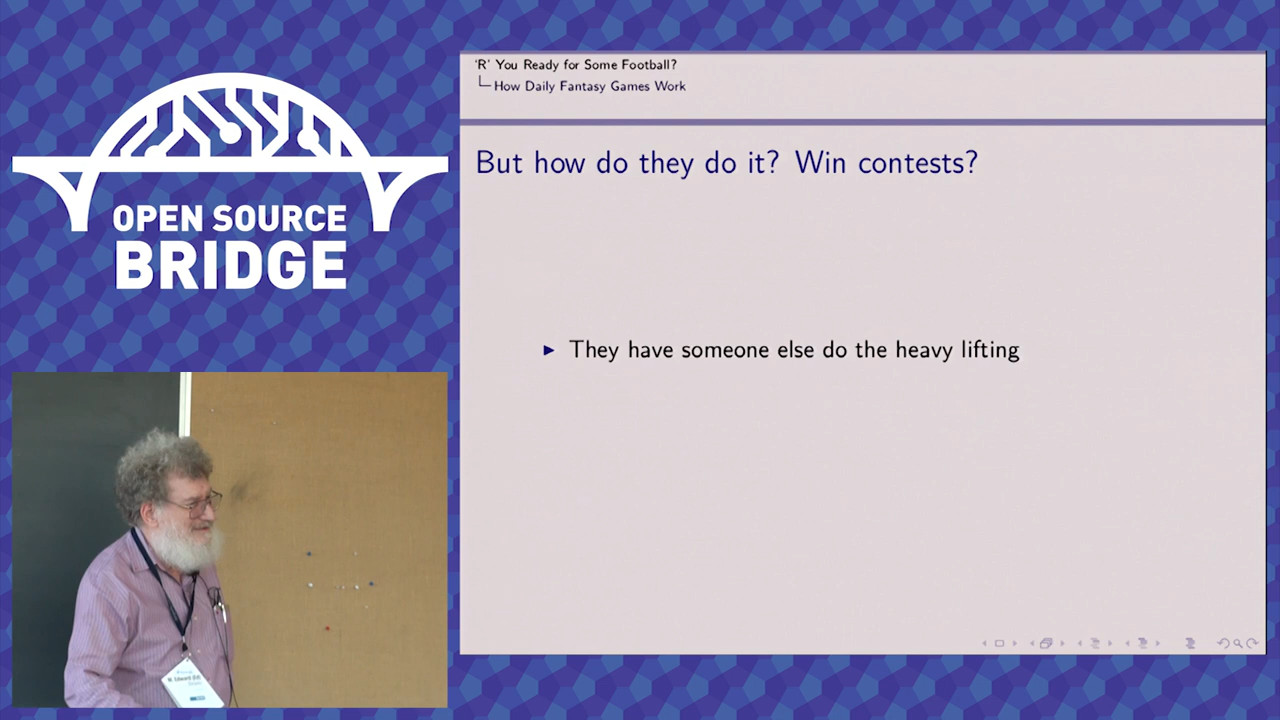 OPEN SOURCE
BRIDGE
'R' You Ready for Some Football?
How Daily Fantasy Games Work
But how do they do it? Win contests?
They have someone else do the heavy lifting